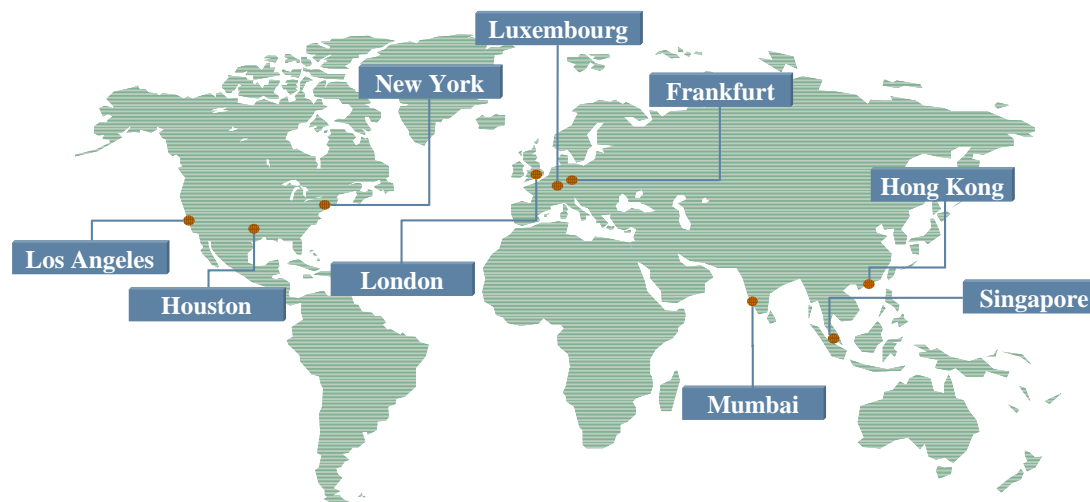 Luxembourg
New York
Frankfurt
Hong Kong
Los Angeles
London
Houston
Singapore
Mumbai